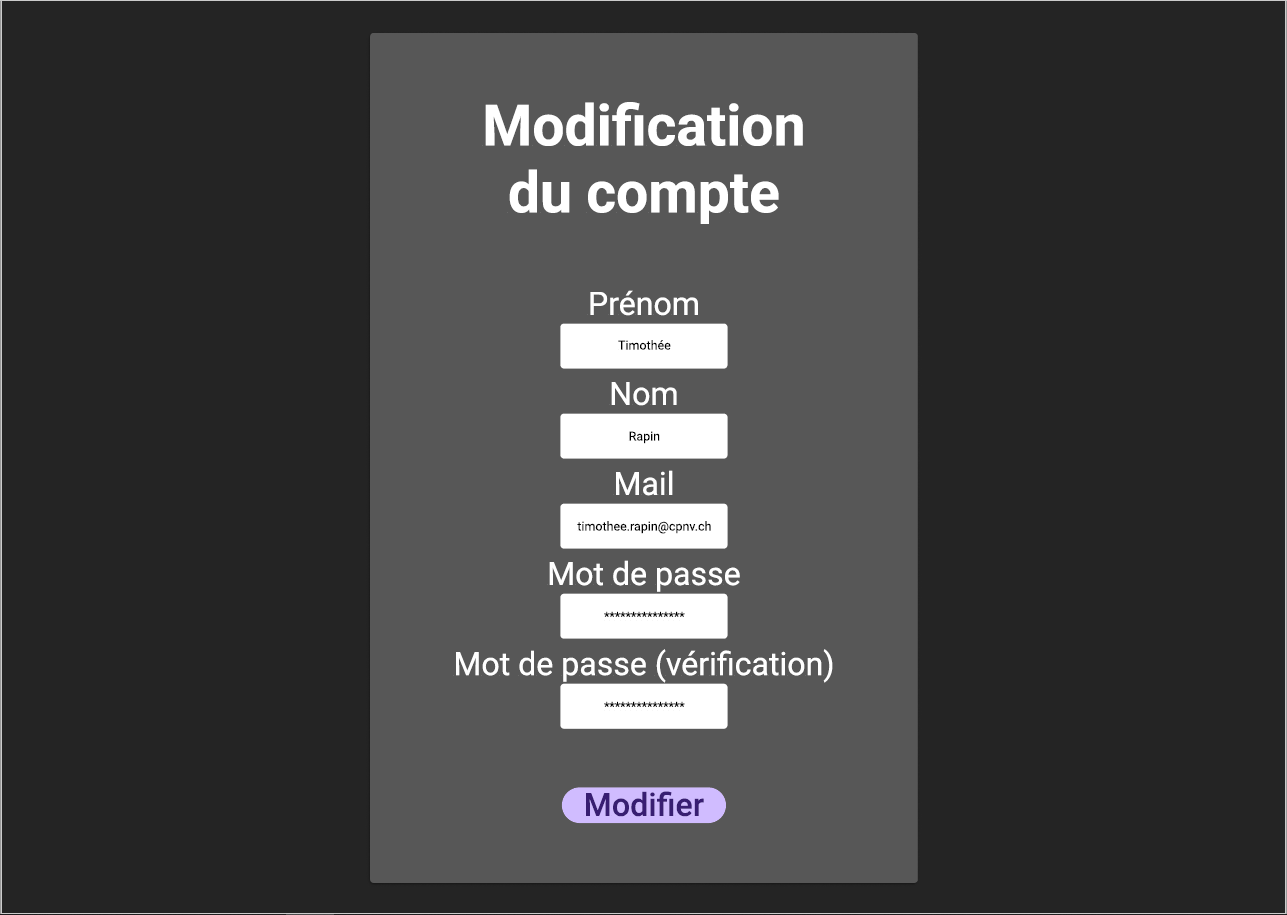 Modification
du compte
Prénom
Timothée
Nom
Rapin
Mail
timothee.rapin@cpnv.ch
Mot de passe
***************
Mot de passe (vérification)
***************
Modifier